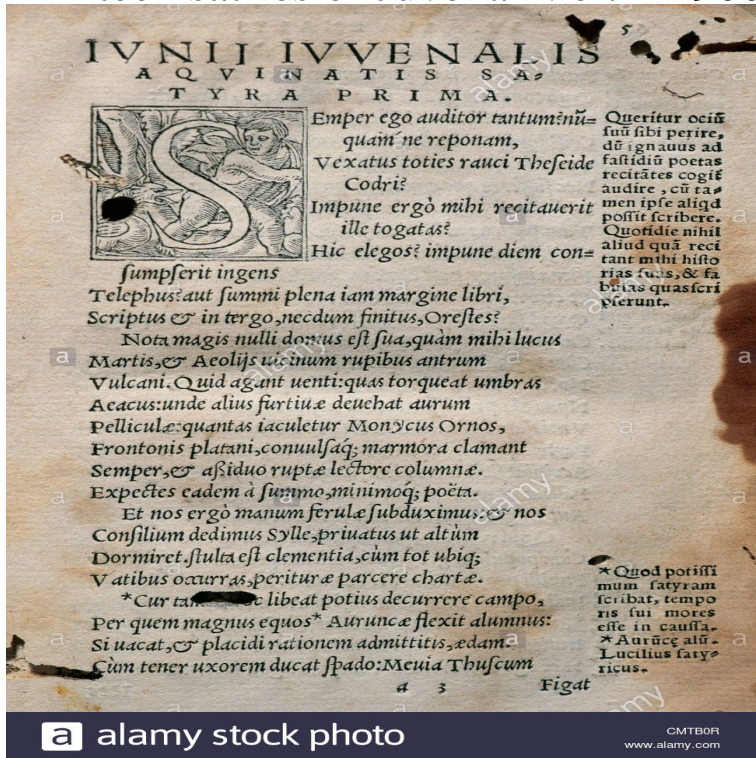 5
IVNII IVVENALIS
AQVINATIS SA-
TYRA PRIMA.
SEmper ego auditor tantum? nū=
quam´ne reponam,
Vexatus toties rauci Theseide
Codri?
Impune ergò mihi recitauerit
ille togatas?
Hic elegos? impune diem con=
sumpserit ingens
Telephus? aut summi plena iam margine libri,
Scriptus & in tergo, necdum finitus, Orestes?
Nota magis nulli domus est sua, quàm mihi lucus
Martis, & Aeolijs uicinum rupibus antrum
Vulcani. Quid agant uenti: quas torqueat umbras
Aeacus: unde alius furtiuæ deuehat aurum
Pelliculæ: quantas iaculetur Monycus Ornos,
Frontonis platani, conuulsaq; marmora clamant
Semper, & aßiduo ruptæ lectore columnæ.
Expectes eadem à summo, minimoq; poëta.
Et nos ergò manum ferulæ subduximus: & nos
Consilium dedimus Syllę, priuatus ut altùm
Dormiret. stulta est clementia, cùm tot ubiq;
Vatibus occurras, perituræ parcere chartæ.
*Cur libeat potius decurrere campo,
Per quem magnus equos* Auruncæ flexit alumnus:
Si uacat, & placidi rationem admittitis, ædam.
Cùm tener uxorem ducat spado: Meuia Thuscum
a 3 Figat
Queritur ociū
suū sibi perire,
dū ignauus ad
fastidiū poetas
recitātes cogit̄
audire, cū ta-
men ipse aliqd
possit scribere.
Quotidie nihil
aliud quā reci
tant mihi histo
rias suas, & fa
bulas quas scri
pserunt.
*Quod potissi
mum satyram
scribat, tempo
ris sui mores
esse in caussa.
*Aurūcę alū.
Lucilius saty-
ricus.
alamy
a alamy stock photo
CMTB0R
www.alamy.com